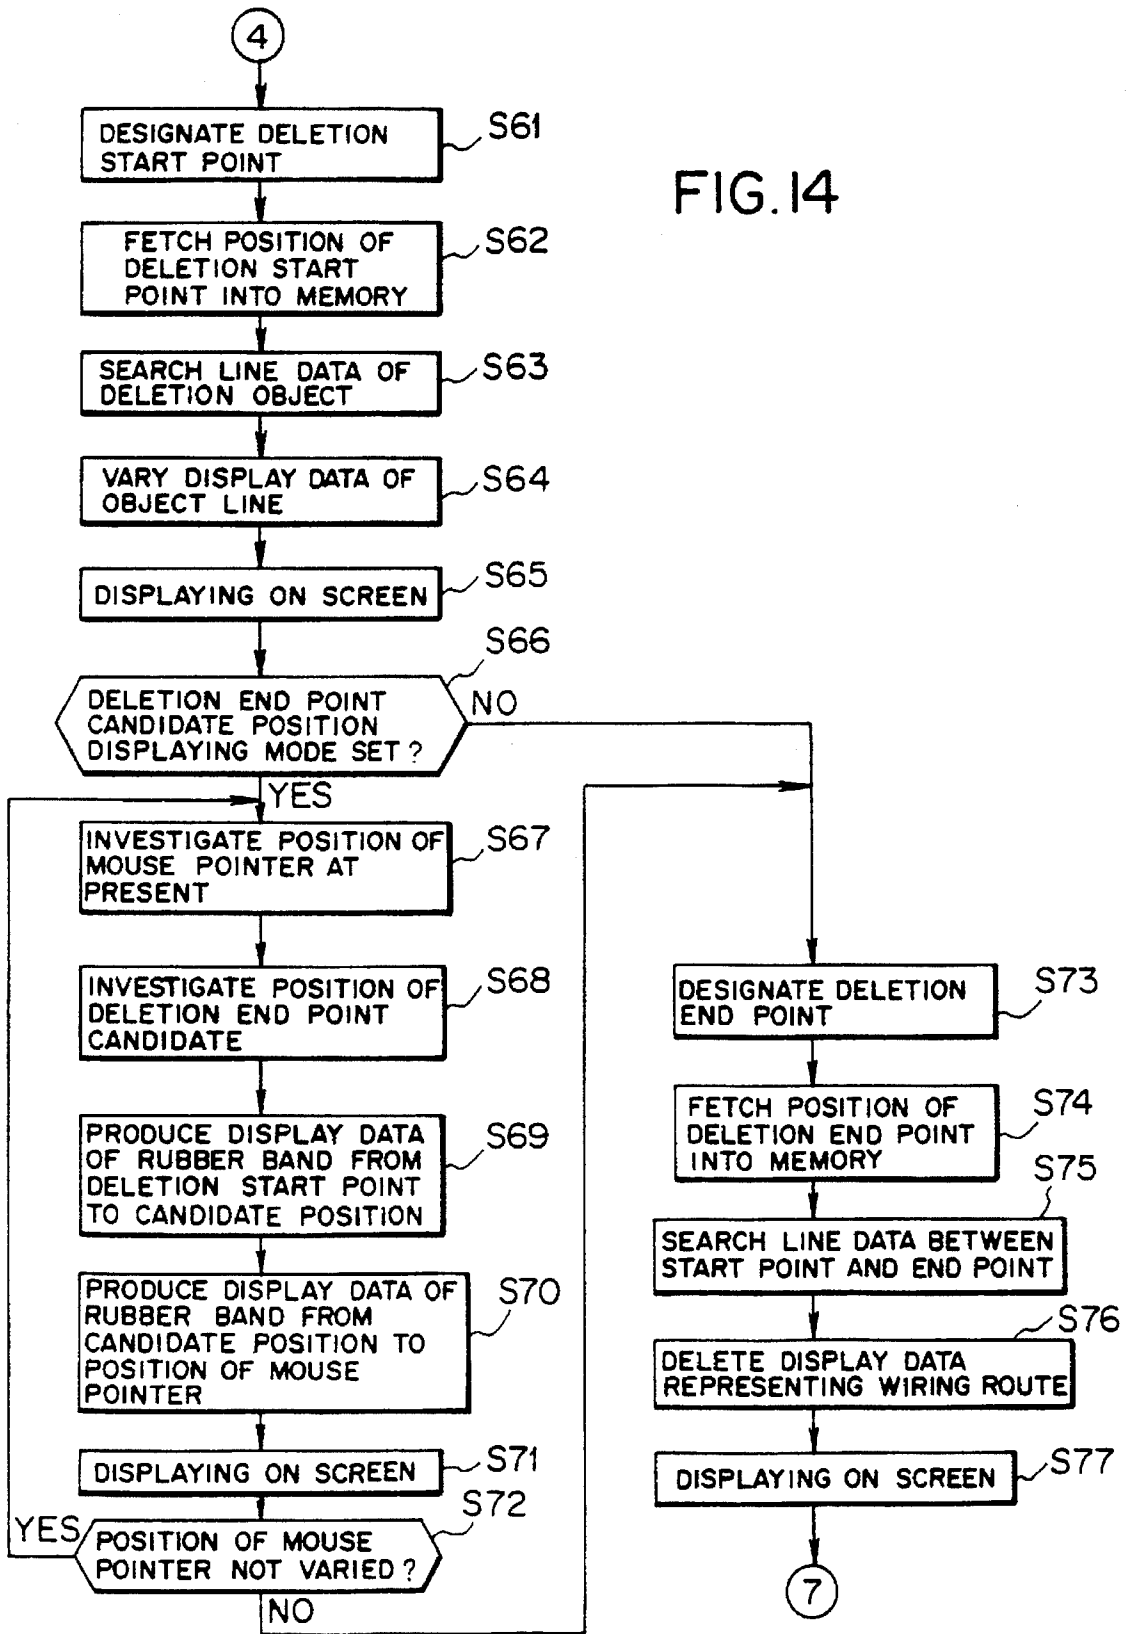 4
DESIGNATE DELETION
START POINT
S61
FIG.14
FETCH POSITION OF
DELETION START
POINT INTO MEMORY
S62
SEARCH LINE DATA OF
DELETION OBJECT
S63
VARY DISPLAY DATA OF
OBJECT LINE
S64
DISPLAYING ON SCREEN
S65
S66
DELETION END POINT
CANDIDATE POSITION
DISPLAYING MODE SET ?
NO
YES
INVESTIGATE POSITION OF
MOUSE POINTER AT
PRESENT
S67
INVESTIGATE POSITION OF
DELETION END POINT
CANDIDATE
S68
PRODUCE DISPLAY DATA
OF RUBBER BAND FROM
DELETION START POINT
TO CANDIDATE POSITION
S69
PRODUCE DISPLAY DATA OF
RUBBER BAND FROM
CANDIDATE POSITION TO
POSITION OF MOUSE
POINTER
S70
DISPLAYING ON SCREEN
S71
S72
YES
POSITION OF MOUSE
POINTER NOT VARIED ?
NO
DESIGNATE DELETION
END POINT
S73
FETCH POSITION OF
DELETION END POINT
INTO MEMORY
S74
S75
SEARCH LINE DATA BETWEEN
START POINT AND END POINT
S76
DELETE DISPLAY DATA
REPRESENTING WIRING ROUTE
DISPLAYING ON SCREEN
S77
7